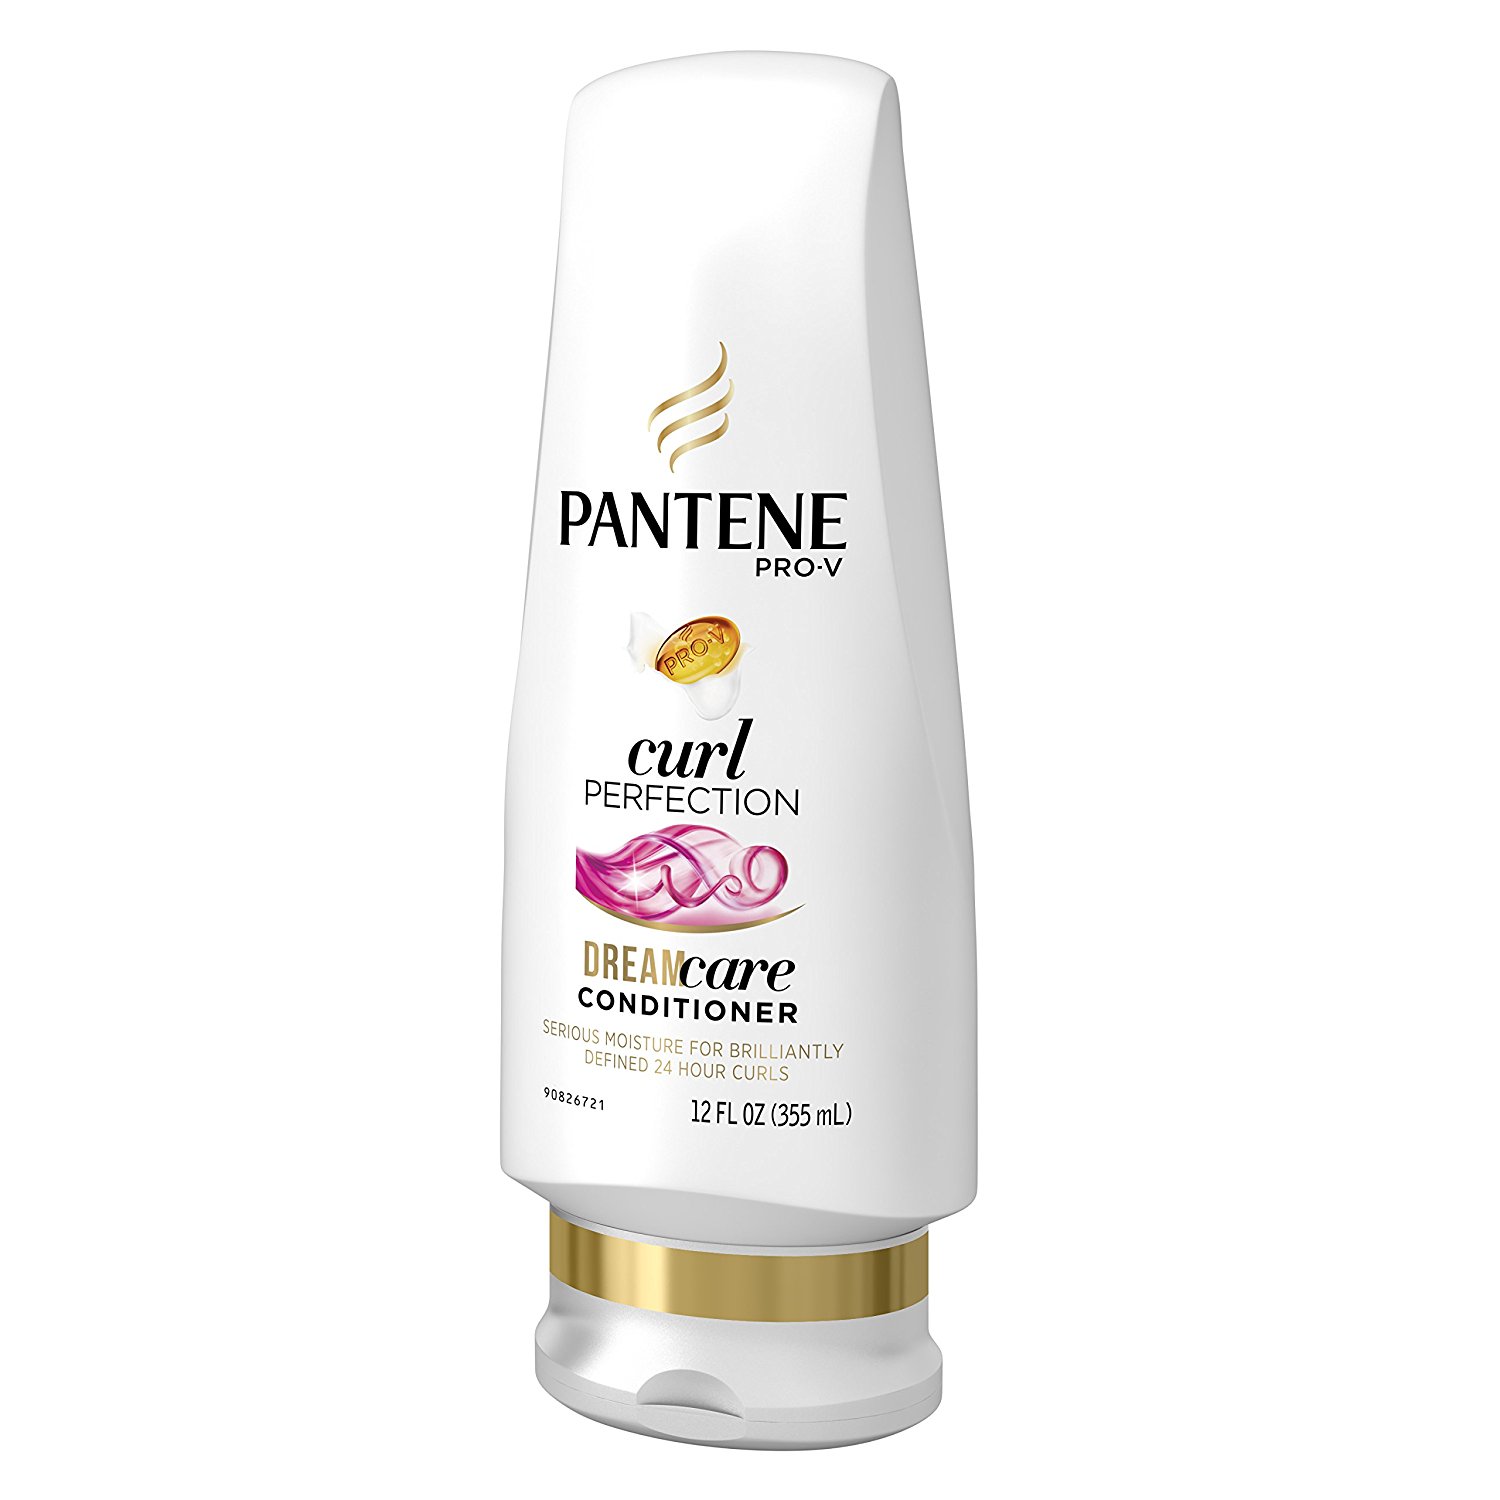 PANTENE
PRO-V
PRO-V
curl
PERFECTION
DREAMcare
CONDITIONER
SERIOUS MOISTURE FOR BRILLIANTLY
DEFINED 24 HOUR CURLS
90826721 12 FL OZ (355 mL)